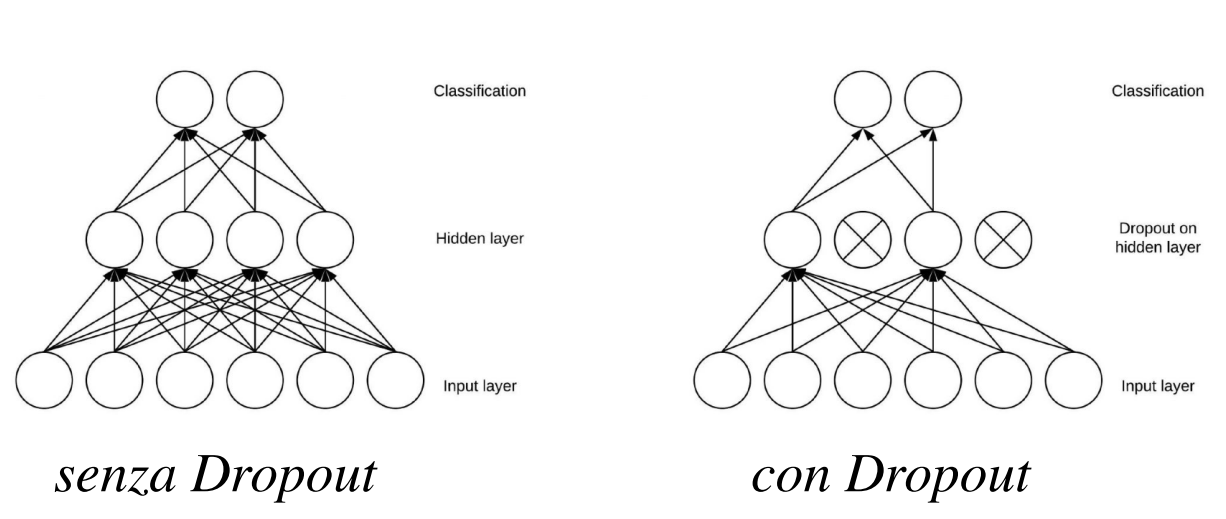 Classification
Hidden layer
Input layer
senza Dropout
Classification
Dropout on
hidden layer
Input layer
con Dropout